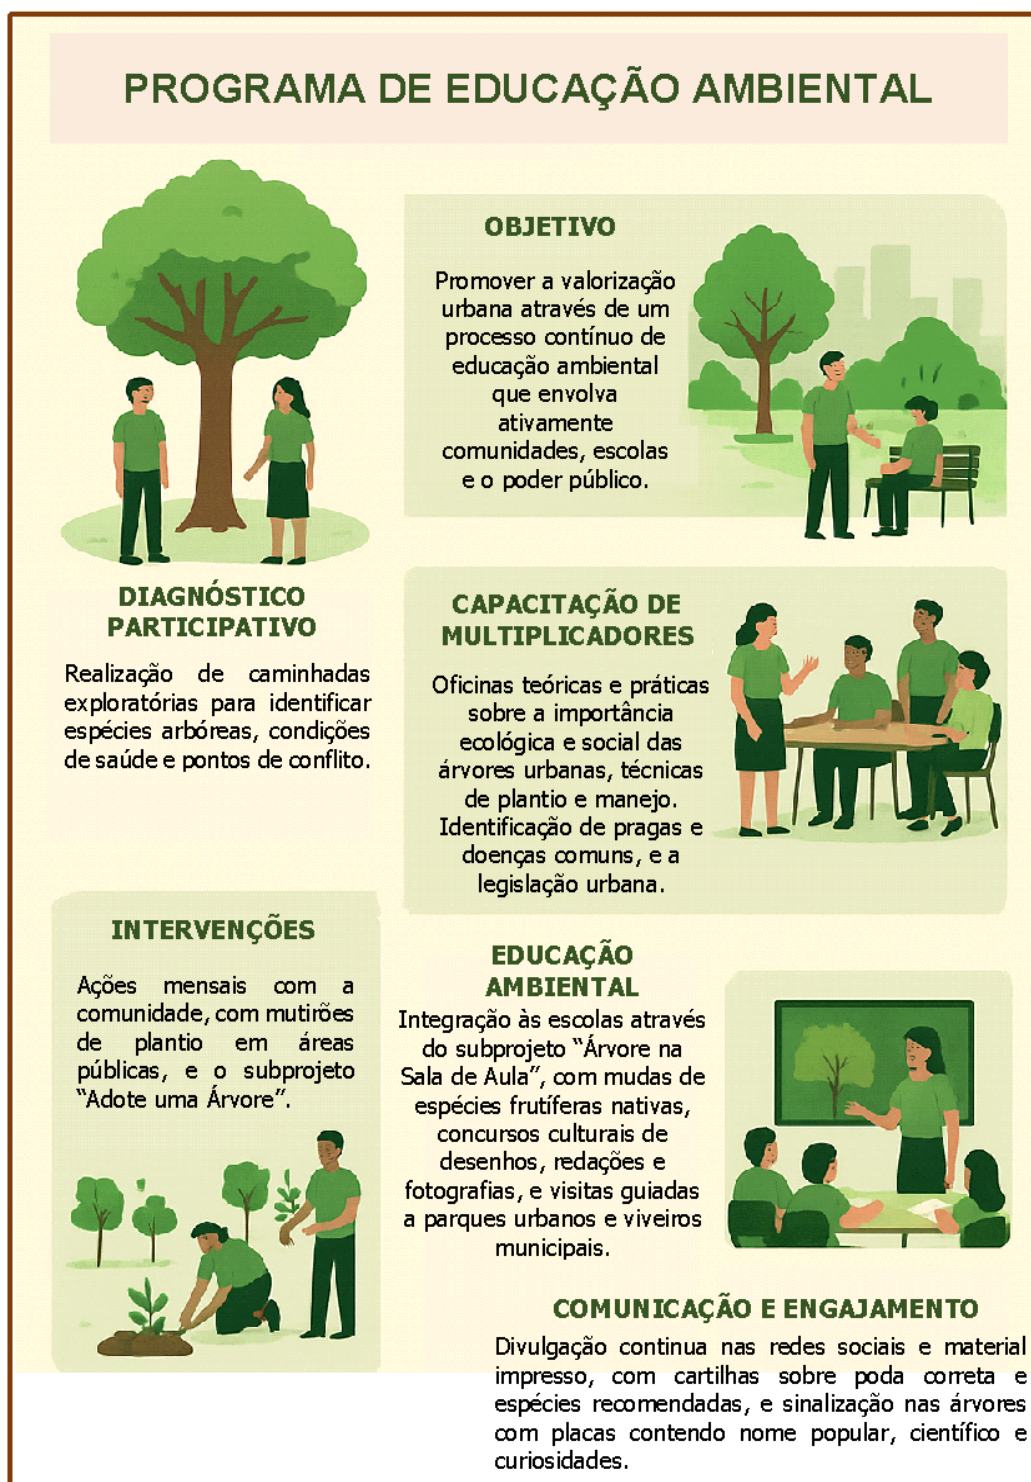 PROGRAMA DE EDUCAÇÃO AMBIENTAL
OBJETIVO
Promover a valorização
urbana através de um
processo contínuo de
educação ambiental
que envolva
ativamente
comunidades, escolas
e o poder público.
DIAGNÓSTICO
PARTICIPATIVO
Realização de caminhadas
exploratórias para identificar
espécies arbóreas, condições
de saúde e pontos de conflito.
CAPACITAÇÃO DE
MULTIPLICADORES
Oficinas teóricas e práticas
sobre a importância
ecológica e social das
árvores urbanas, técnicas
de plantio e manejo.
Identificação de pragas e
doenças comuns, e a
legislação urbana.
INTERVENÇÕES
Ações mensais com a
comunidade, com mutirões
de plantio em áreas
públicas, e o subprojeto
“Adote uma Árvore”.
EDUCAÇÃO
AMBIENTAL
Integração às escolas através
do subprojeto “Árvore na
Sala de Aula”, com mudas de
espécies frutíferas nativas,
concursos culturais de
desenhos, redações e
fotografias, e visitas guiadas
a parques urbanos e viveiros
municipais.
COMUNICAÇÃO E ENGAJAMENTO
Divulgação continua nas redes sociais e material
impresso, com cartilhas sobre poda correta e
espécies recomendadas, e sinalização nas árvores
com placas contendo nome popular, científico e
curiosidades.